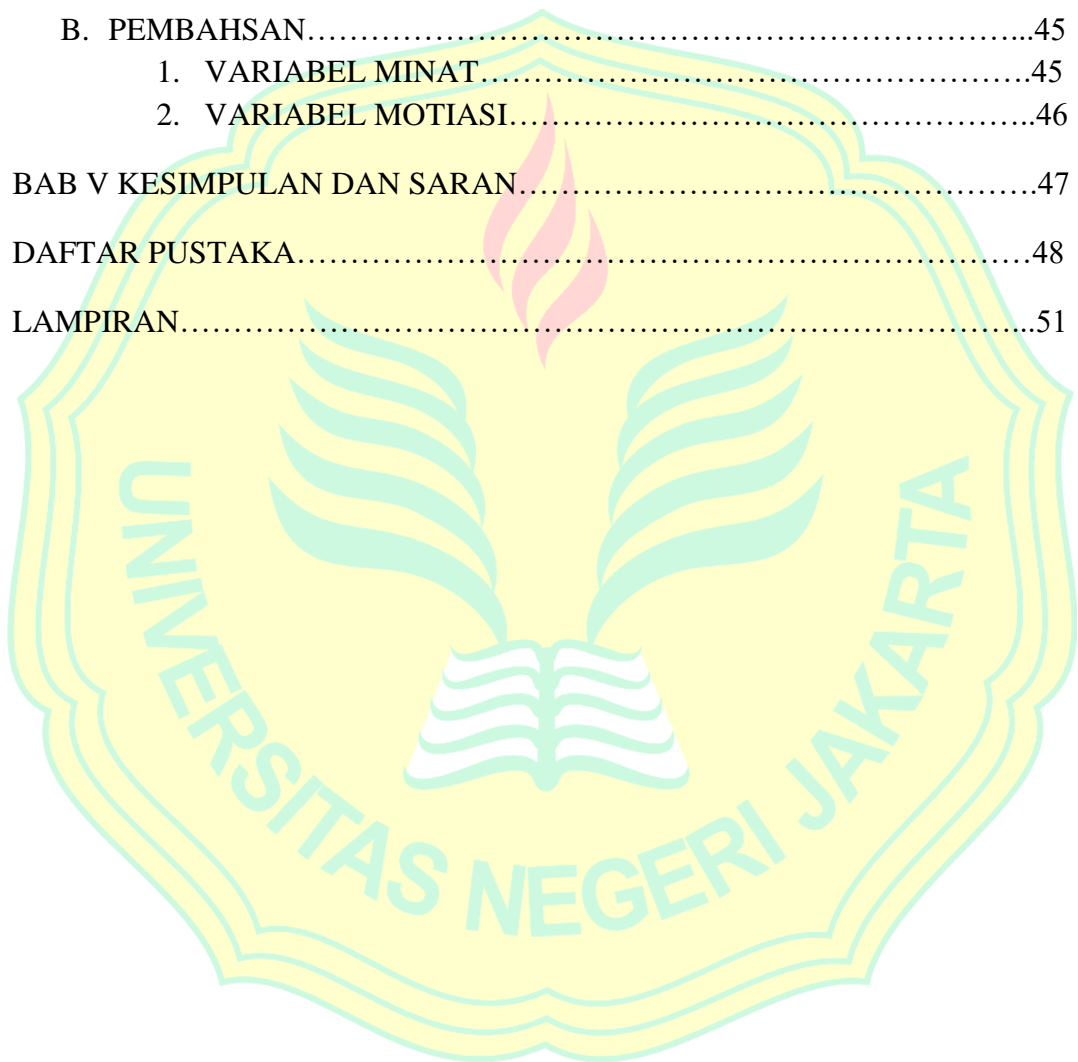 B. PEMBAHSAN……………………………………………………………...45
1. VARIABEL MINAT……………………………………………….45
2. VARIABEL MOTIASI……………………………………………..46
BAB V KESIMPULAN DAN SARAN…………………………………………….47
DAFTAR PUSTAKA………………………………………………………………48
LAMPIRAN………………………………………………………………………...51
UNIVERSITAS NEGERI JAKARTA